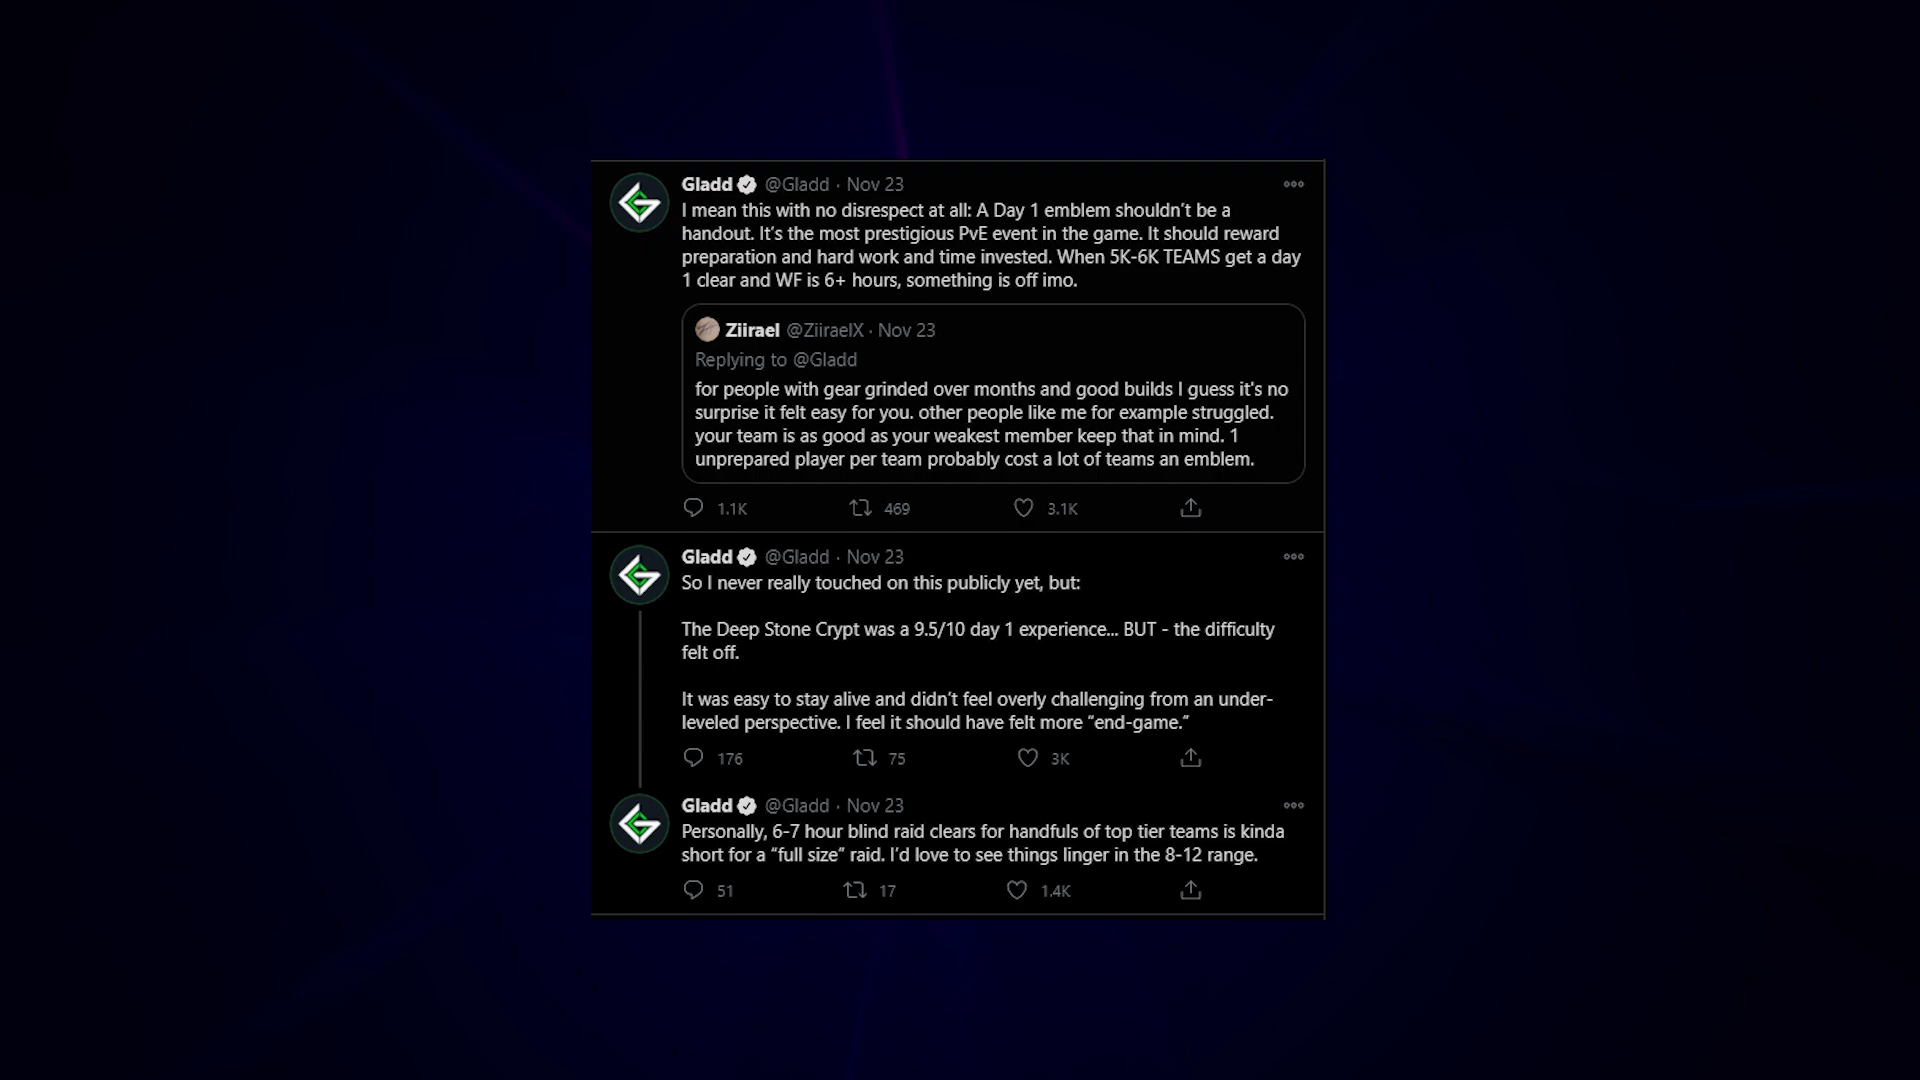 Gladd @Gladd · Nov 23
I mean this with no disrespect at all: A Day 1 emblem shouldn't be a
handout. It's the most prestigious PvE event in the game. It should reward
preparation and hard work and time invested. When 5K-6K TEAMS get a day
1 clear and WF is 6+ hours, something is off imo.
Ziirael @ZiiraelX · Nov 23
Replying to @Gladd
for people with gear grinded over months and good builds I guess it's no
surprise it felt easy for you. other people like me for example struggled.
your team is as good as your weakest member keep that in mind. 1
unprepared player per team probably cost a lot of teams an emblem.
1.1K 469 3.1K
Gladd @Gladd · Nov 23
So I never really touched on this publicly yet, but:
The Deep Stone Crypt was a 9.5/10 day 1 experience... BUT - the difficulty
felt off.
It was easy to stay alive and didn't feel overly challenging from an under-
leveled perspective. I feel it should have felt more “end-game.”
176 75 3K
Gladd @Gladd · Nov 23
Personally, 6-7 hour blind raid clears for handfuls of top tier teams is kinda
short for a “full size” raid. I'd love to see things linger in the 8-12 range.
51 17 1.4K